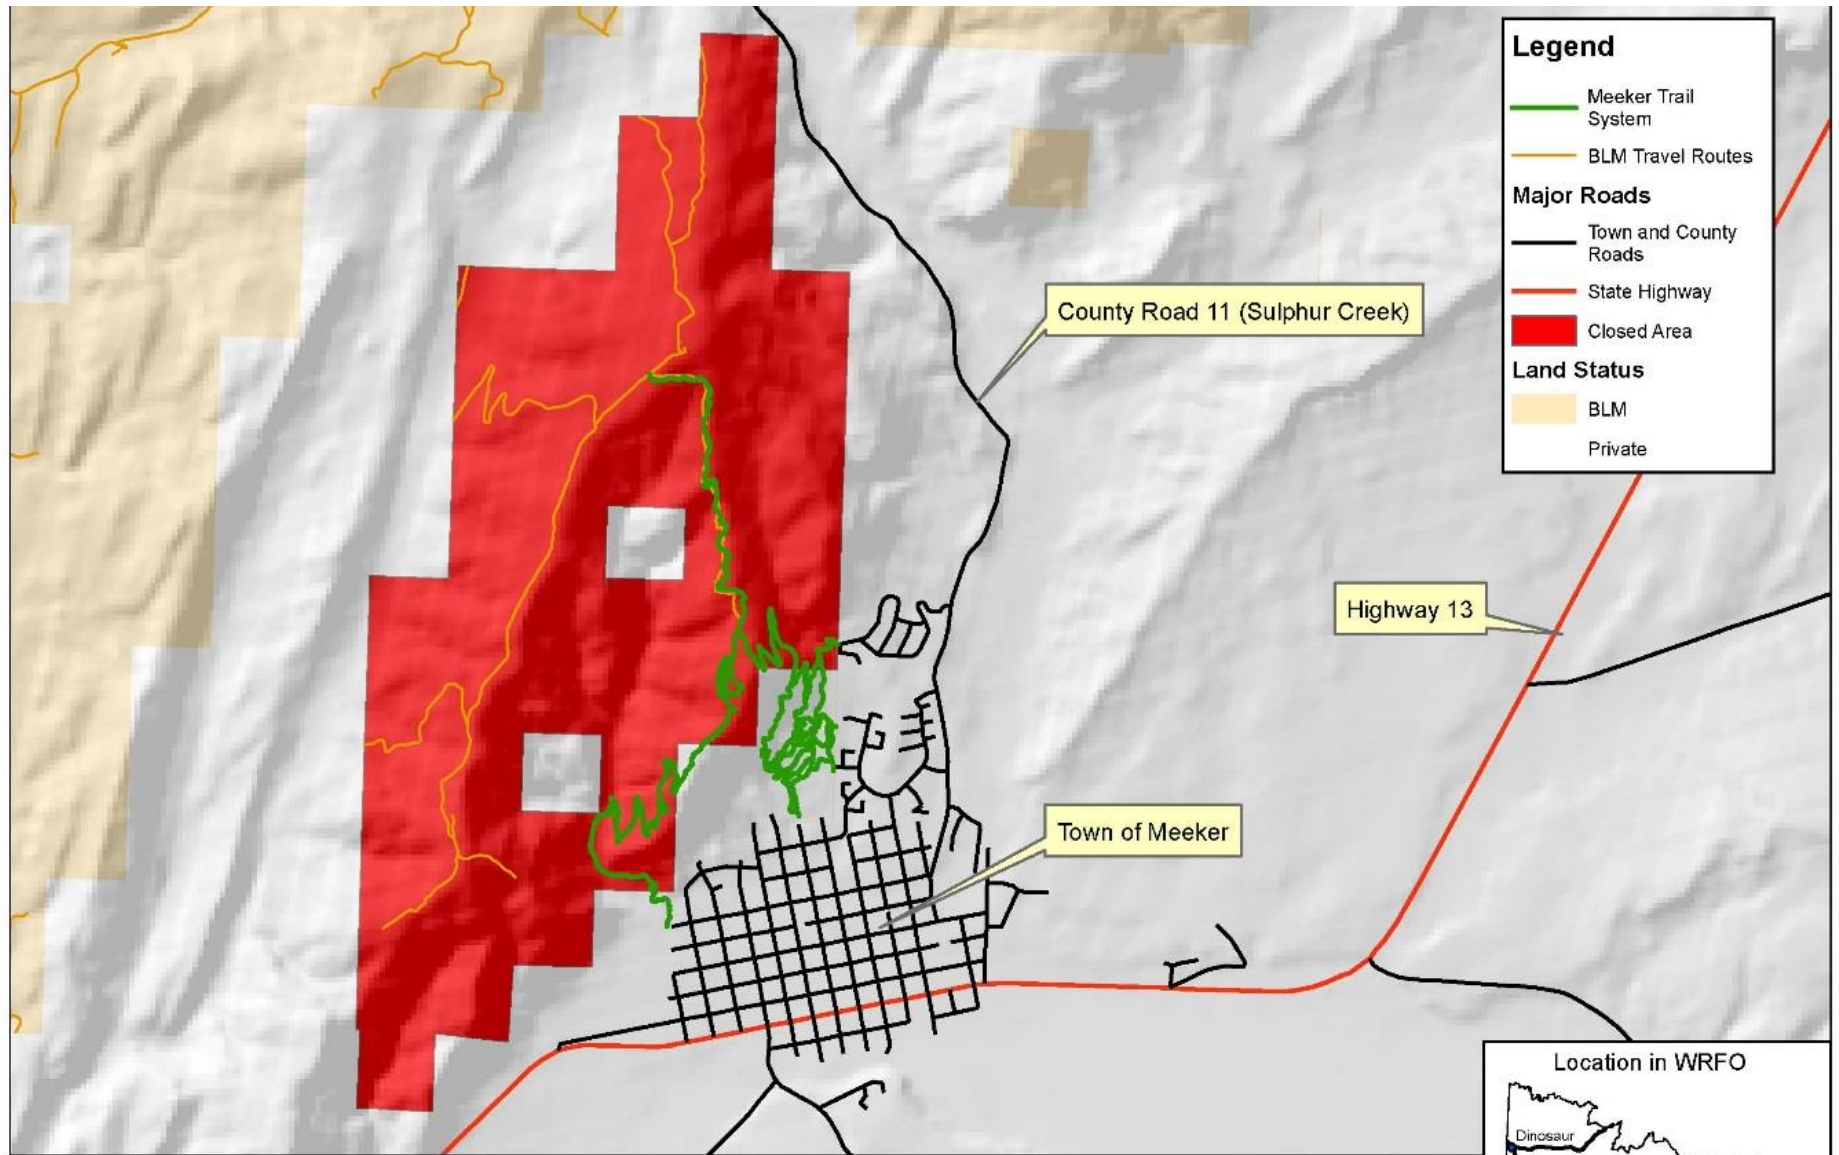 Legend
Meeker Trail
System
BLM Travel Routes
Major Roads
Town and County
Roads
State Highway
Closed Area
Land Status
BLM
Private
County Road 11 (Sulphur Creek)
Highway 13
Town of Meeker
Location in WRFO
Dinosaur